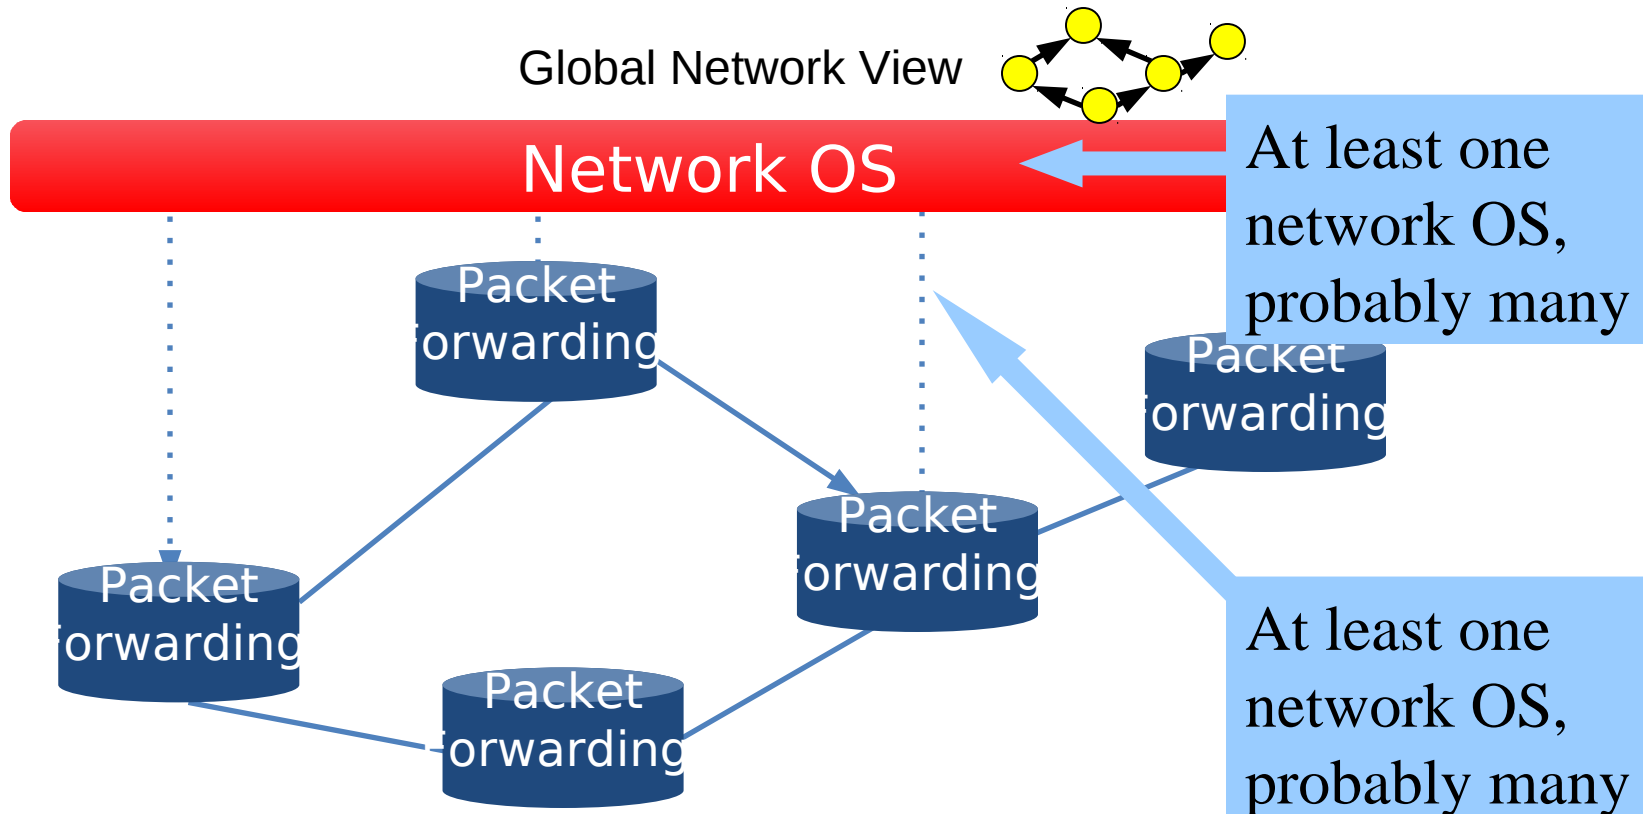 Global Network View
Network OS
At least one
network OS,
probably many
Packet
Forwarding
Packet
Forwarding
Packet
Forwarding
Packet
Forwarding
Packet
Forwarding
At least one
network OS,
probably many